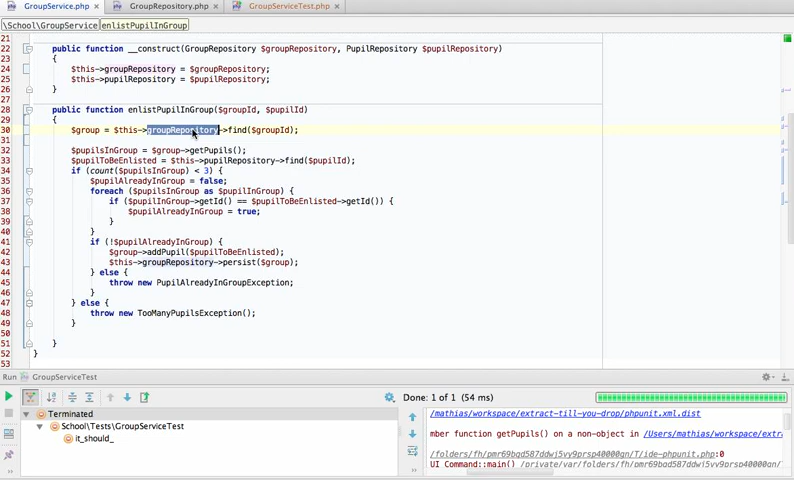 GroupService.php × GroupRepository.php × GroupServiceTest.php ×
\School\GroupService enlistPupilInGroup
21
22 public function __construct(GroupRepository $groupRepository, PupilRepository $pupilRepository)
23 {
24 $this->groupRepository = $groupRepository;
25 $this->pupilRepository = $pupilRepository;
26 }
27
28 public function enlistPupilInGroup($groupId, $pupilId)
29 {
30 $group = $this->groupRepository->find($groupId);
31
32 $pupilsInGroup = $group->getPupils();
33 $pupilToBeEnlisted = $this->pupilRepository->find($pupilId);
34 if (count($pupilsInGroup) < 3) {
35 $pupilAlreadyInGroup = false;
36 foreach ($pupilsInGroup as $pupilInGroup) {
37 if ($pupilInGroup->getId() == $pupilToBeEnlisted->getId()) {
38 $pupilAlreadyInGroup = true;
39 }
40 }
41 if (!$pupilAlreadyInGroup) {
42 $group->addPupil($pupilToBeEnlisted);
43 $this->groupRepository->persist($group);
44 } else {
45 throw new PupilAlreadyInGroupException;
46 }
47 } else {
48 throw new TooManyPupilsException();
49 }
50
51 }
52 }
53
Run GroupServiceTest
Done: 1 of 1 (54 ms)
Terminated
School\Tests\GroupServiceTest
it_should_
/mathias/workspace/extract-till-you-drop/phpunit.xml.dist
mber function getPupils() on a non-object in /Users/mathias/workspace/extra
/folders/fh/pmr69bqd587ddwj5vy9prsp40000gn/T/ide-phpunit.php:0
UI Command::main() /private/var/folders/fh/pmr69bqd587ddwj5vy9prsp40000gn/